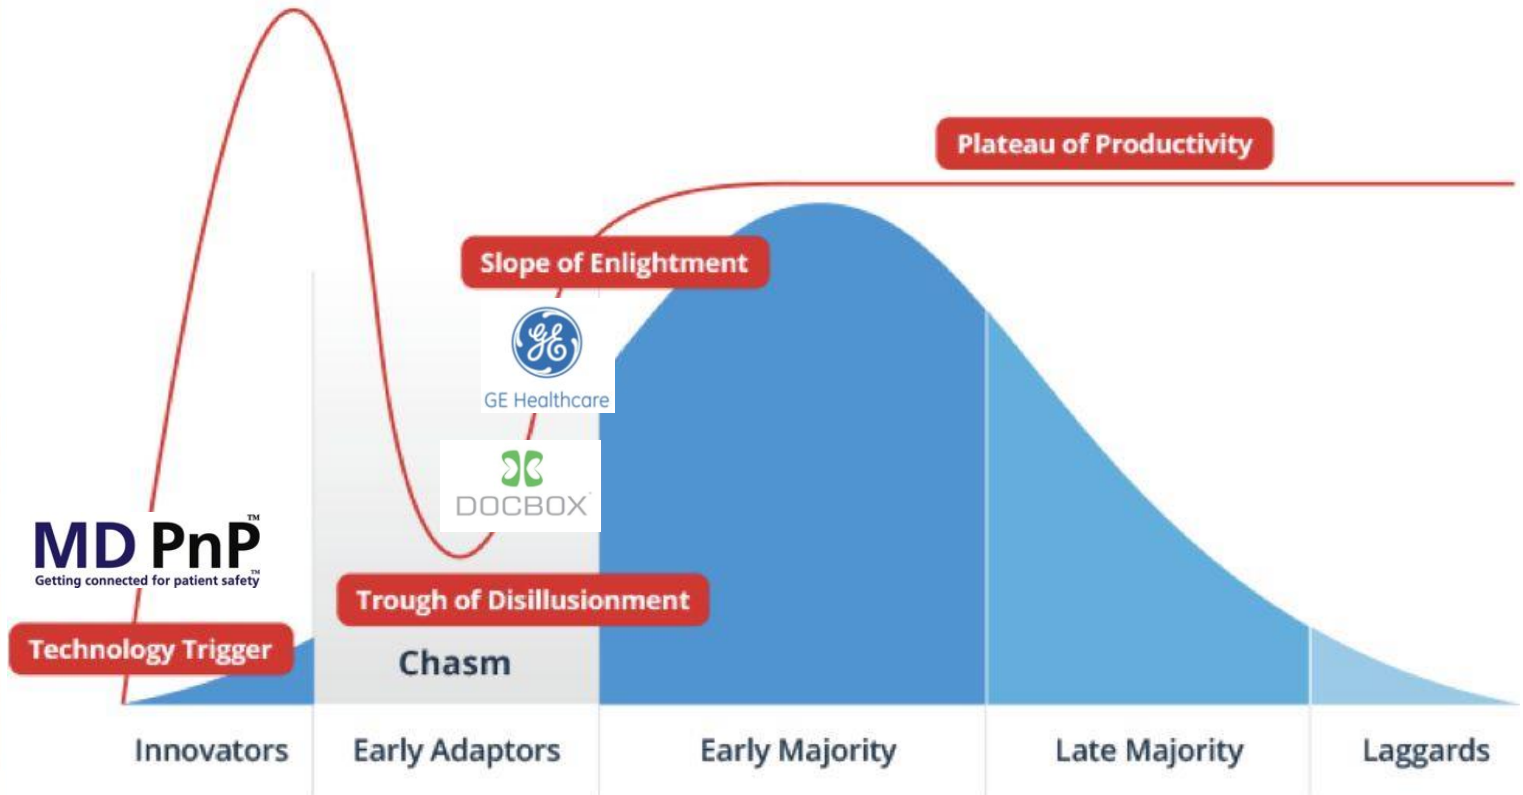 Plateau of Productivity
Slope of Enlightment
GE
GE Healthcare
DOCBOX
MD PnP™
Getting connected for patient safety™
Trough of Disillusionment
Technology Trigger
Chasm
Innovators
Early Adaptors
Early Majority
Late Majority
Laggards